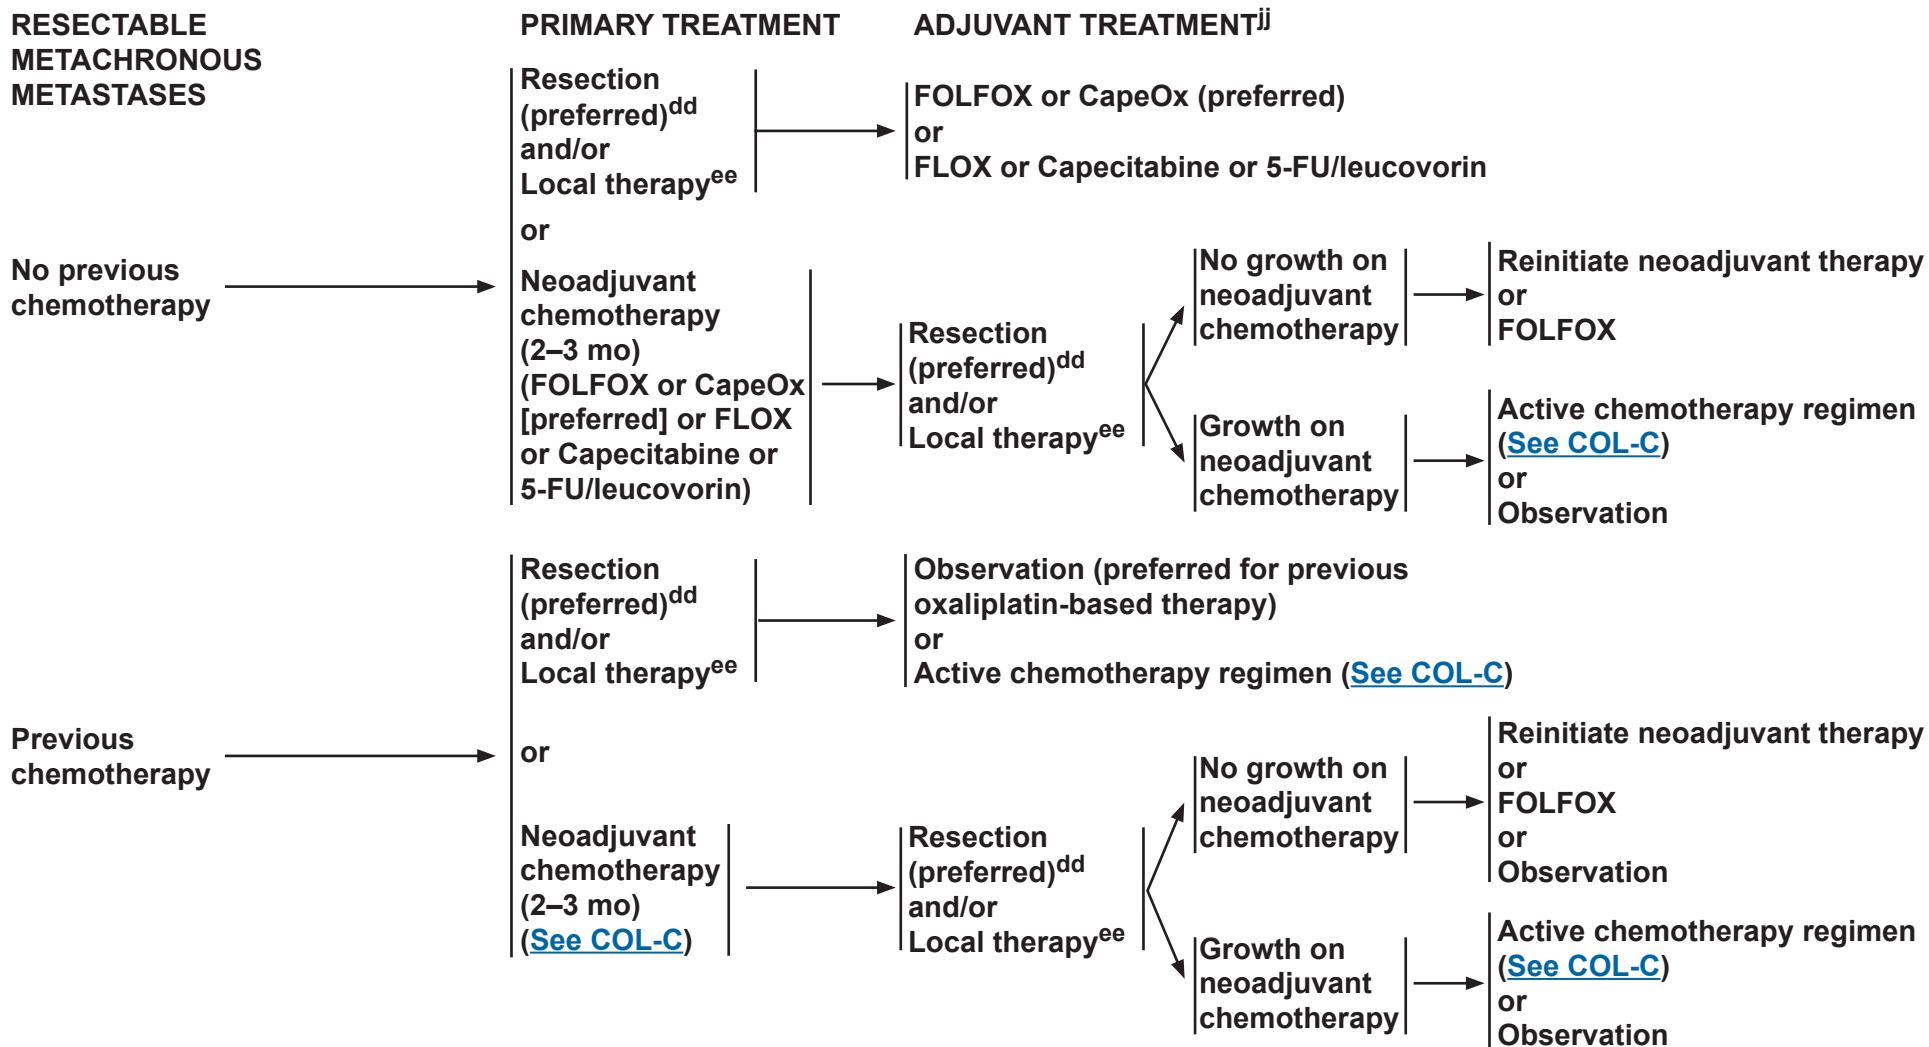 RESECTABLE
METACHRONOUS
METASTASES
PRIMARY TREATMENT
ADJUVANT TREATMENTjj
No previous
chemotherapy
Resection
(preferred)dd
and/or
Local therapyee
FOLFOX or CapeOx (preferred)
or
FLOX or Capecitabine or 5-FU/leucovorin
or
Neoadjuvant
chemotherapy
(2–3 mo)
(FOLFOX or CapeOx
[preferred] or FLOX
or Capecitabine or
5-FU/leucovorin)
Resection
(preferred)dd
and/or
Local therapyee
No growth on
neoadjuvant
chemotherapy
Reinitiate neoadjuvant therapy
or
FOLFOX
Growth on
neoadjuvant
chemotherapy
Active chemotherapy regimen
(See COL-C)
or
Observation
Previous
chemotherapy
Resection
(preferred)dd
and/or
Local therapyee
Observation (preferred for previous
oxaliplatin-based therapy)
or
Active chemotherapy regimen (See COL-C)
or
Neoadjuvant
chemotherapy
(2–3 mo)
(See COL-C)
Resection
(preferred)dd
and/or
Local therapyee
No growth on
neoadjuvant
chemotherapy
Reinitiate neoadjuvant therapy
or
FOLFOX
or
Observation
Growth on
neoadjuvant
chemotherapy
Active chemotherapy regimen
(See COL-C)
or
Observation